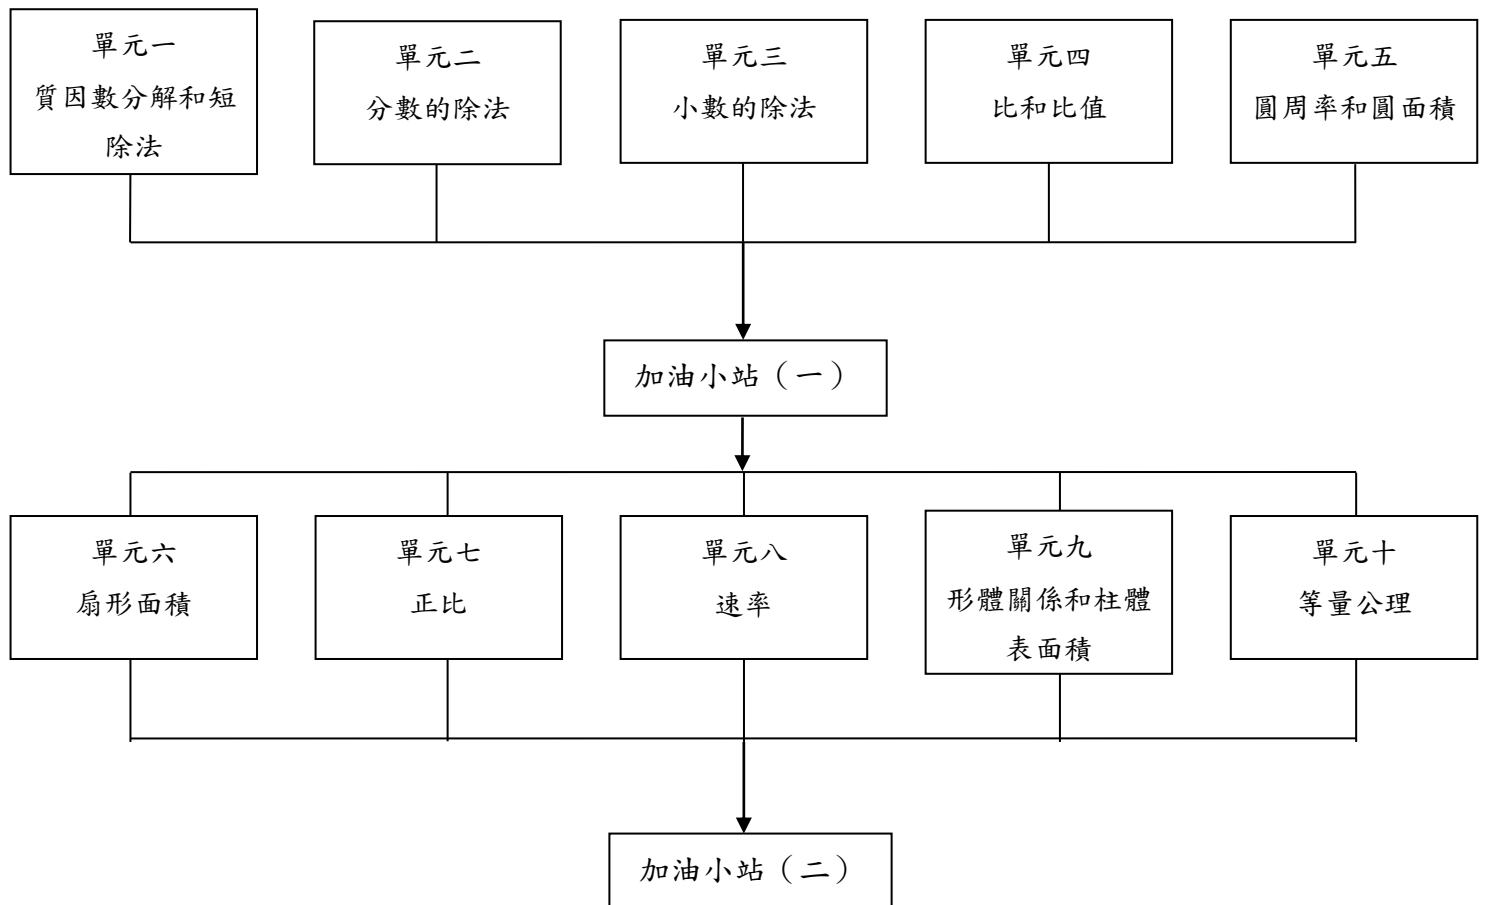 單元一
質因數分解和短
除法
單元二
分數的除法
單元三
小數的除法
單元四
比和比值
單元五
圓周率和圓面積
加油小站（一）
單元六
扇形面積
單元七
正比
單元八
速率
單元九
形體關係和柱體
表面積
單元十
等量公理
加油小站（二）